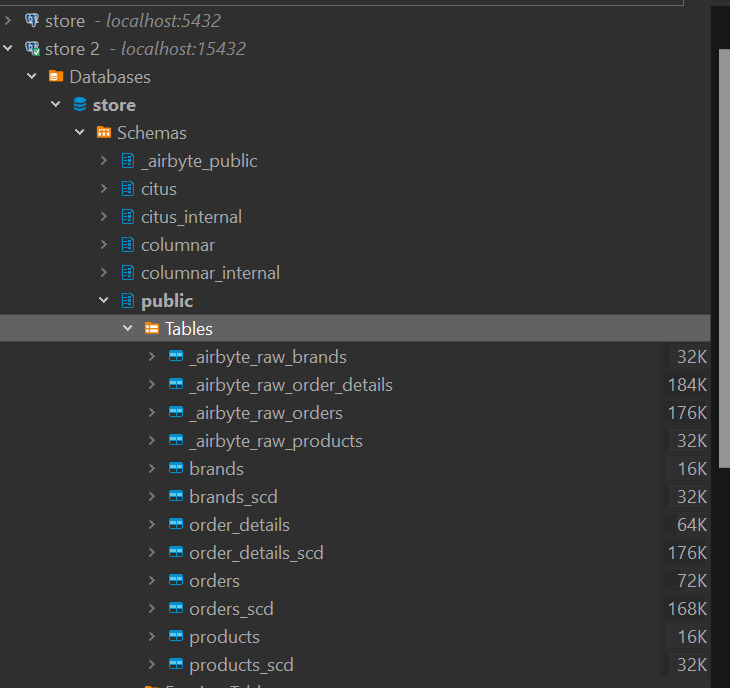 store - localhost:5432
store 2 - localhost:15432
Databases
store
Schemas
_airbyte_public
citus
citus_internal
columnar
columnar_internal
public
Tables
_airbyte_raw_brands 32K
_airbyte_raw_order_details 184K
_airbyte_raw_orders 176K
_airbyte_raw_products 32K
brands 16K
brands_scd 32K
order_details 64K
order_details_scd 176K
orders 72K
orders_scd 168K
products 16K
products_scd 32K